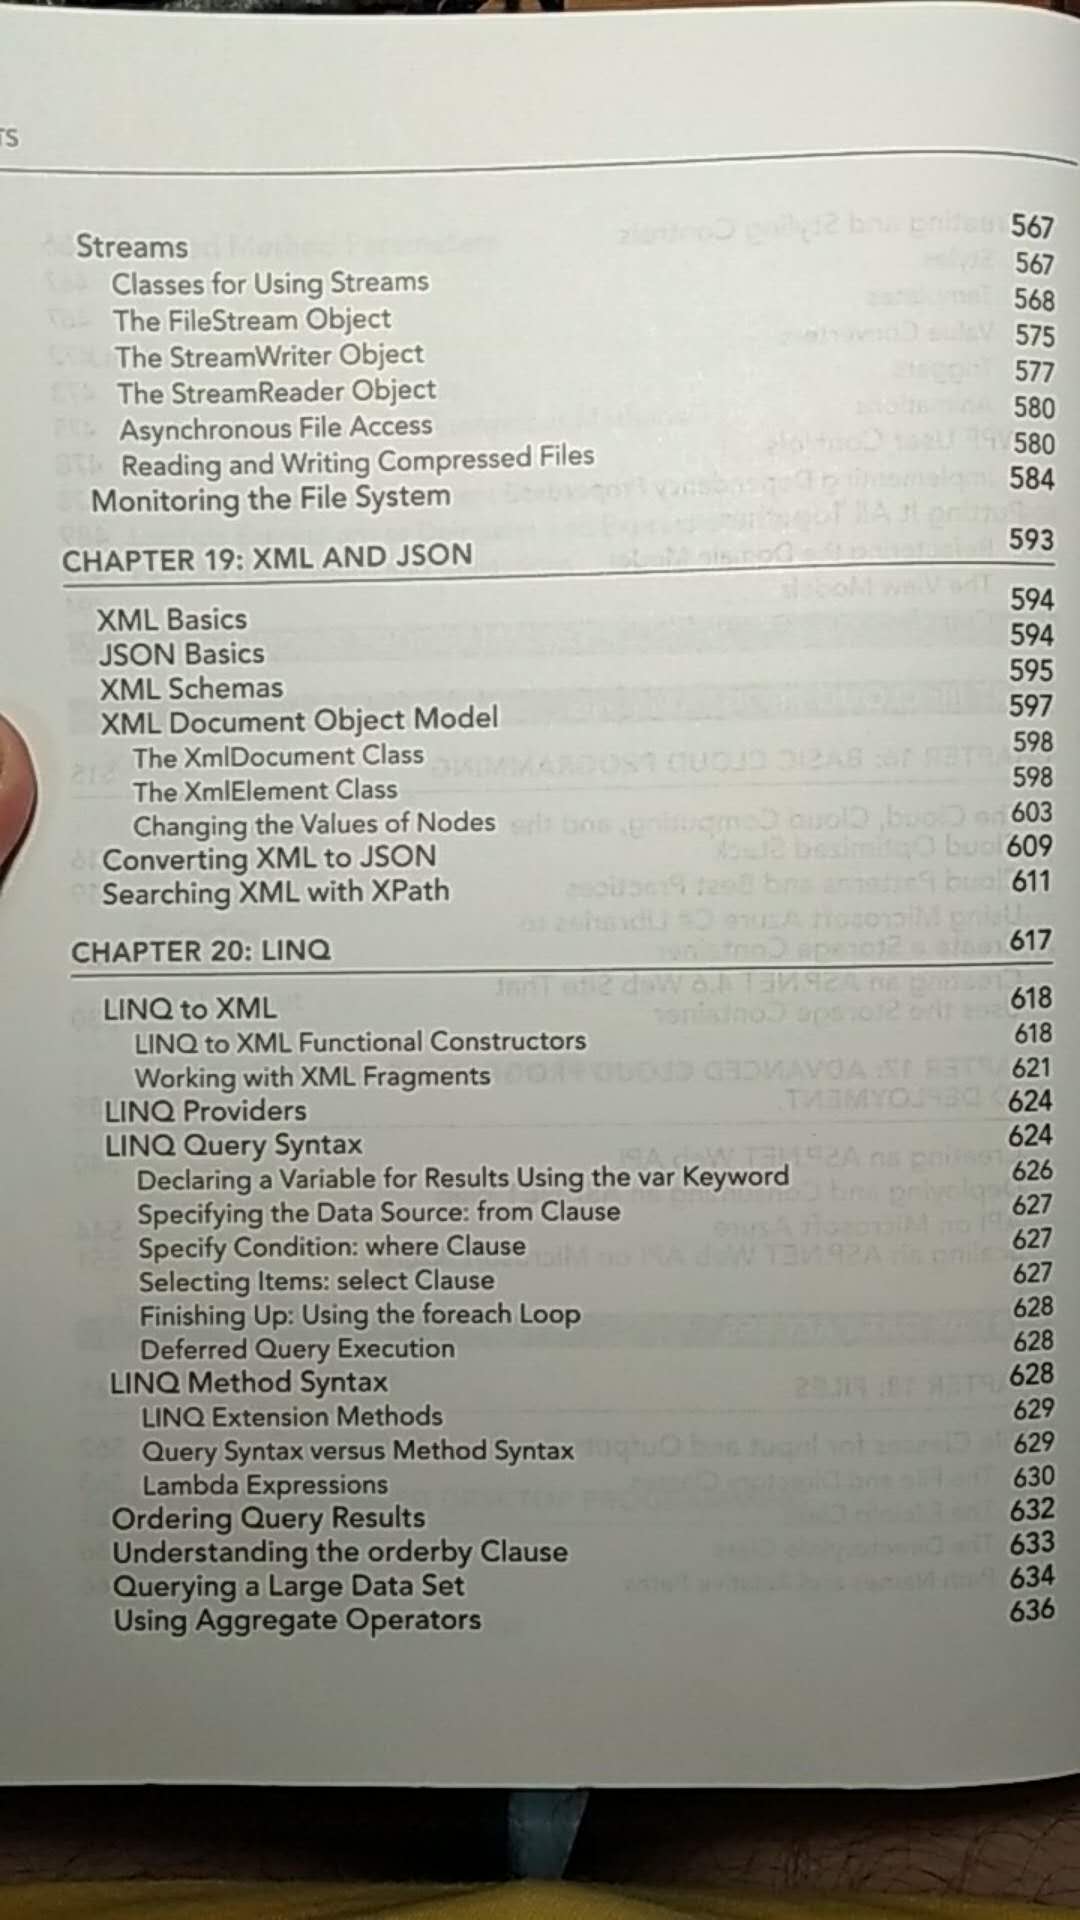 TS
Streams 567
Classes for Using Streams 567
The FileStream Object 568
The StreamWriter Object 575
The StreamReader Object 577
Asynchronous File Access 580
Reading and Writing Compressed Files 580
Monitoring the File System 584
CHAPTER 19: XML AND JSON 593
XML Basics 594
JSON Basics 594
XML Schemas 595
XML Document Object Model 597
The XmlDocument Class 598
The XmlElement Class 598
Changing the Values of Nodes 603
Converting XML to JSON 609
Searching XML with XPath 611
CHAPTER 20: LINQ 617
LINQ to XML 618
LINQ to XML Functional Constructors 618
Working with XML Fragments 621
LINQ Providers 624
LINQ Query Syntax 624
Declaring a Variable for Results Using the var Keyword 626
Specifying the Data Source: from Clause 627
Specify Condition: where Clause 627
Selecting Items: select Clause 627
Finishing Up: Using the foreach Loop 628
Deferred Query Execution 628
LINQ Method Syntax 628
LINQ Extension Methods 629
Query Syntax versus Method Syntax 629
Lambda Expressions 630
Ordering Query Results 632
Understanding the orderby Clause 633
Querying a Large Data Set 634
Using Aggregate Operators 636